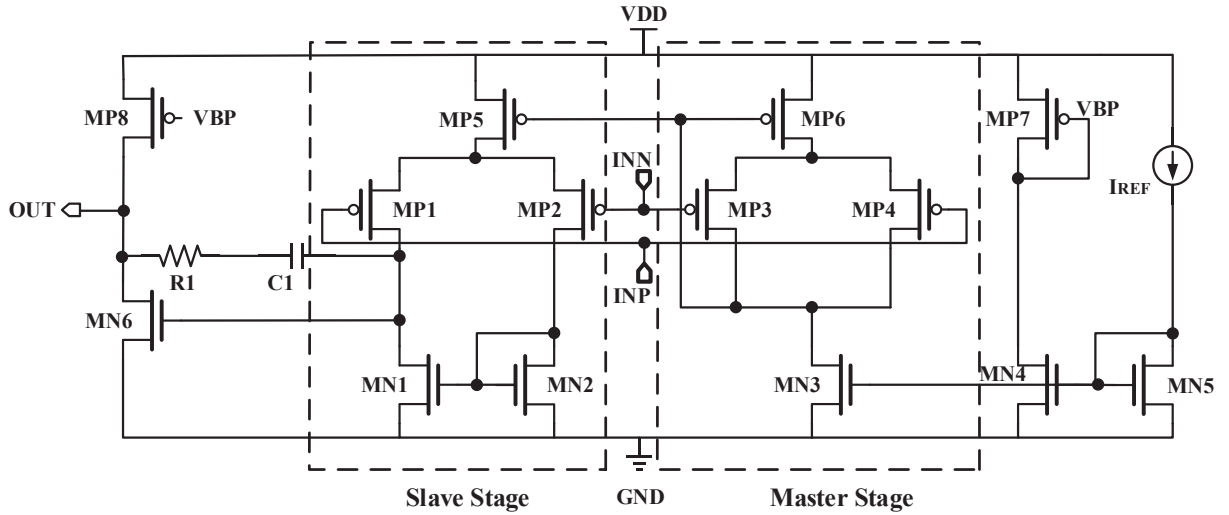 VDD
MP8
VBP
MP5
MP6
MP7
VBP
INN
IREF
OUT
MP1
MP2
MP3
MP4
R1
C1
INP
MN6
MN1
MN2
MN3
MN4
MN5
Slave Stage
GND
Master Stage